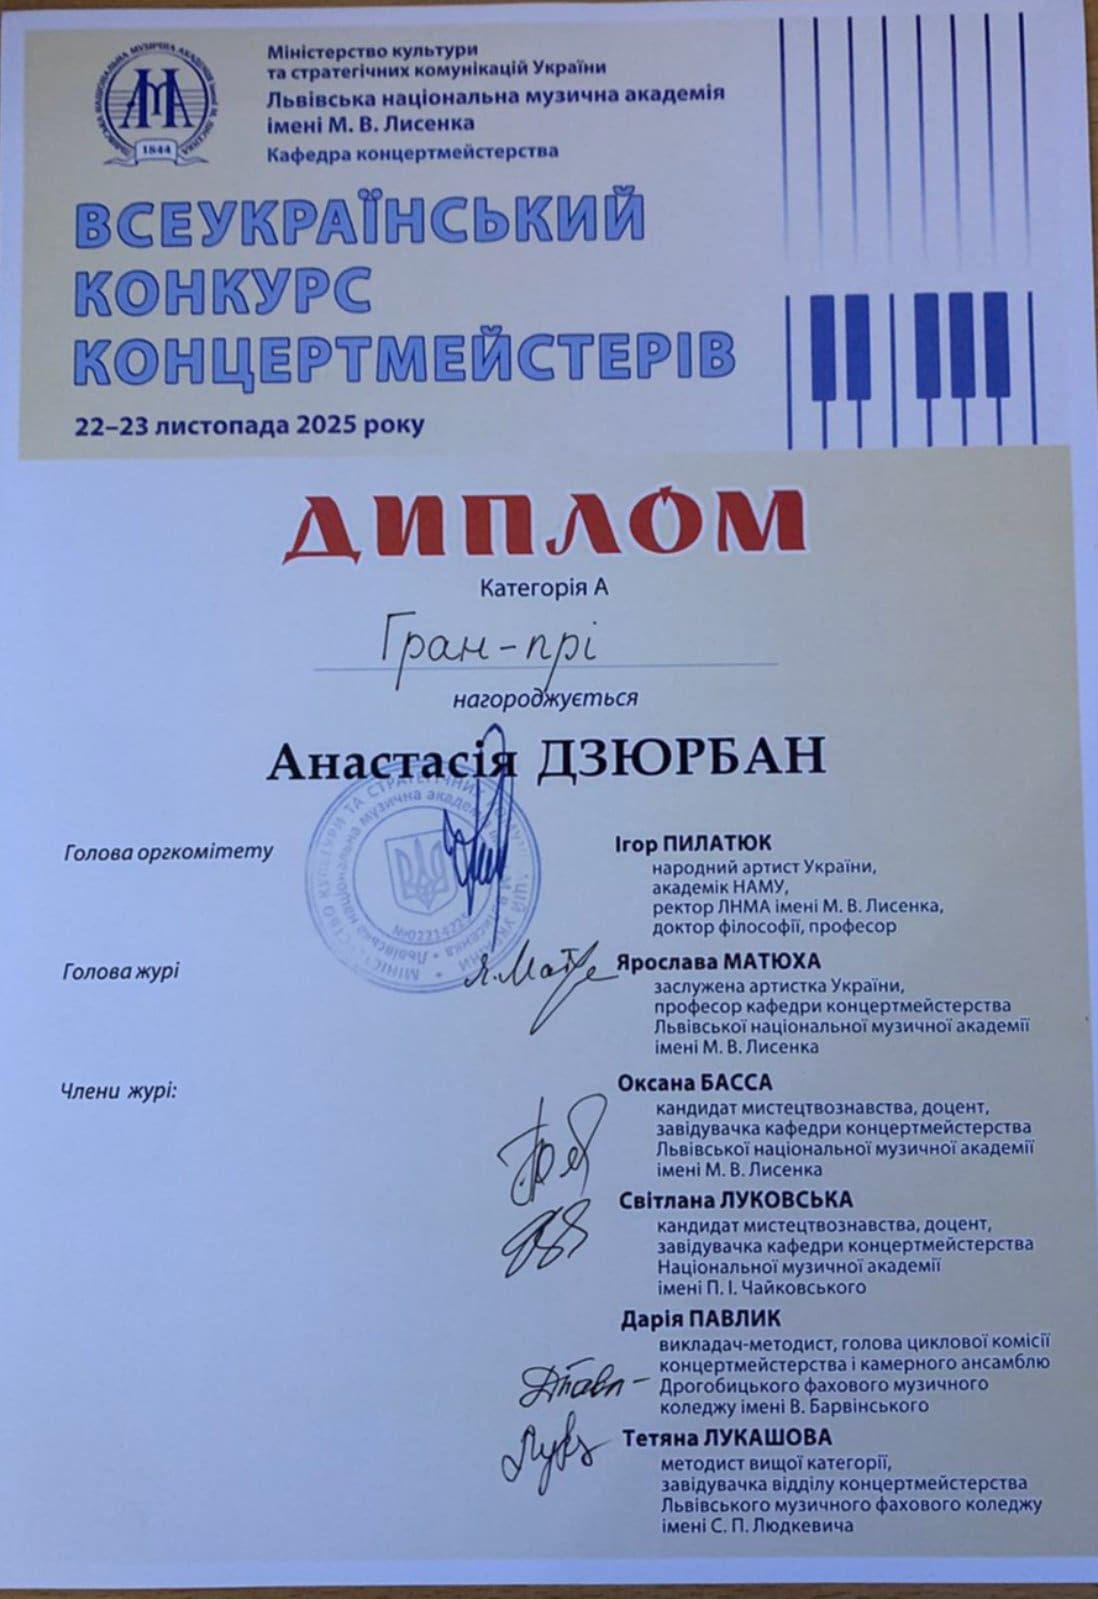 Міністерство культури
та стратегічних комунікацій України
Львівська національна музична академія
імені М. В. Лисенка
Кафедра концертмейстерства
1844
ВСЕУКРАЇНСЬКИЙ
КОНКУРС
КОНЦЕРТМЕЙСТЕРІВ
22–23 листопада 2025 року
ДИПЛОМ
Категорія А
Гран-прі
нагороджується
Анастасія ДЗЮРБАН
Голова оргкомітету
Ігор ПИЛАТЮК
народний артист України,
академік НАМУ,
ректор ЛНМА імені М. В. Лисенка,
доктор філософії, професор
Голова журі
Ярослава МАТЮХА
заслужена артистка України,
професор кафедри концертмейстерства
Львівської національної музичної академії
імені М. В. Лисенка
Члени журі:
Оксана БАССА
кандидат мистецтвознавства, доцент,
завідувачка кафедри концертмейстерства
Львівської національної музичної академії
імені М. В. Лисенка
Світлана ЛУКОВСЬКА
кандидат мистецтвознавства, доцент,
завідувачка кафедри концертмейстерства
Національної музичної академії
імені П. І. Чайковського
Дарія ПАВЛИК
викладач-методист, голова циклової комісії
концертмейстерства і камерного ансамблю
Дрогобицького фахового музичного
коледжу імені В. Барвінського
Тетяна ЛУКАШОВА
методист вищої категорії,
завідувачка відділу концертмейстерства
Львівського музичного фахового коледжу
імені С. П. Людкевича